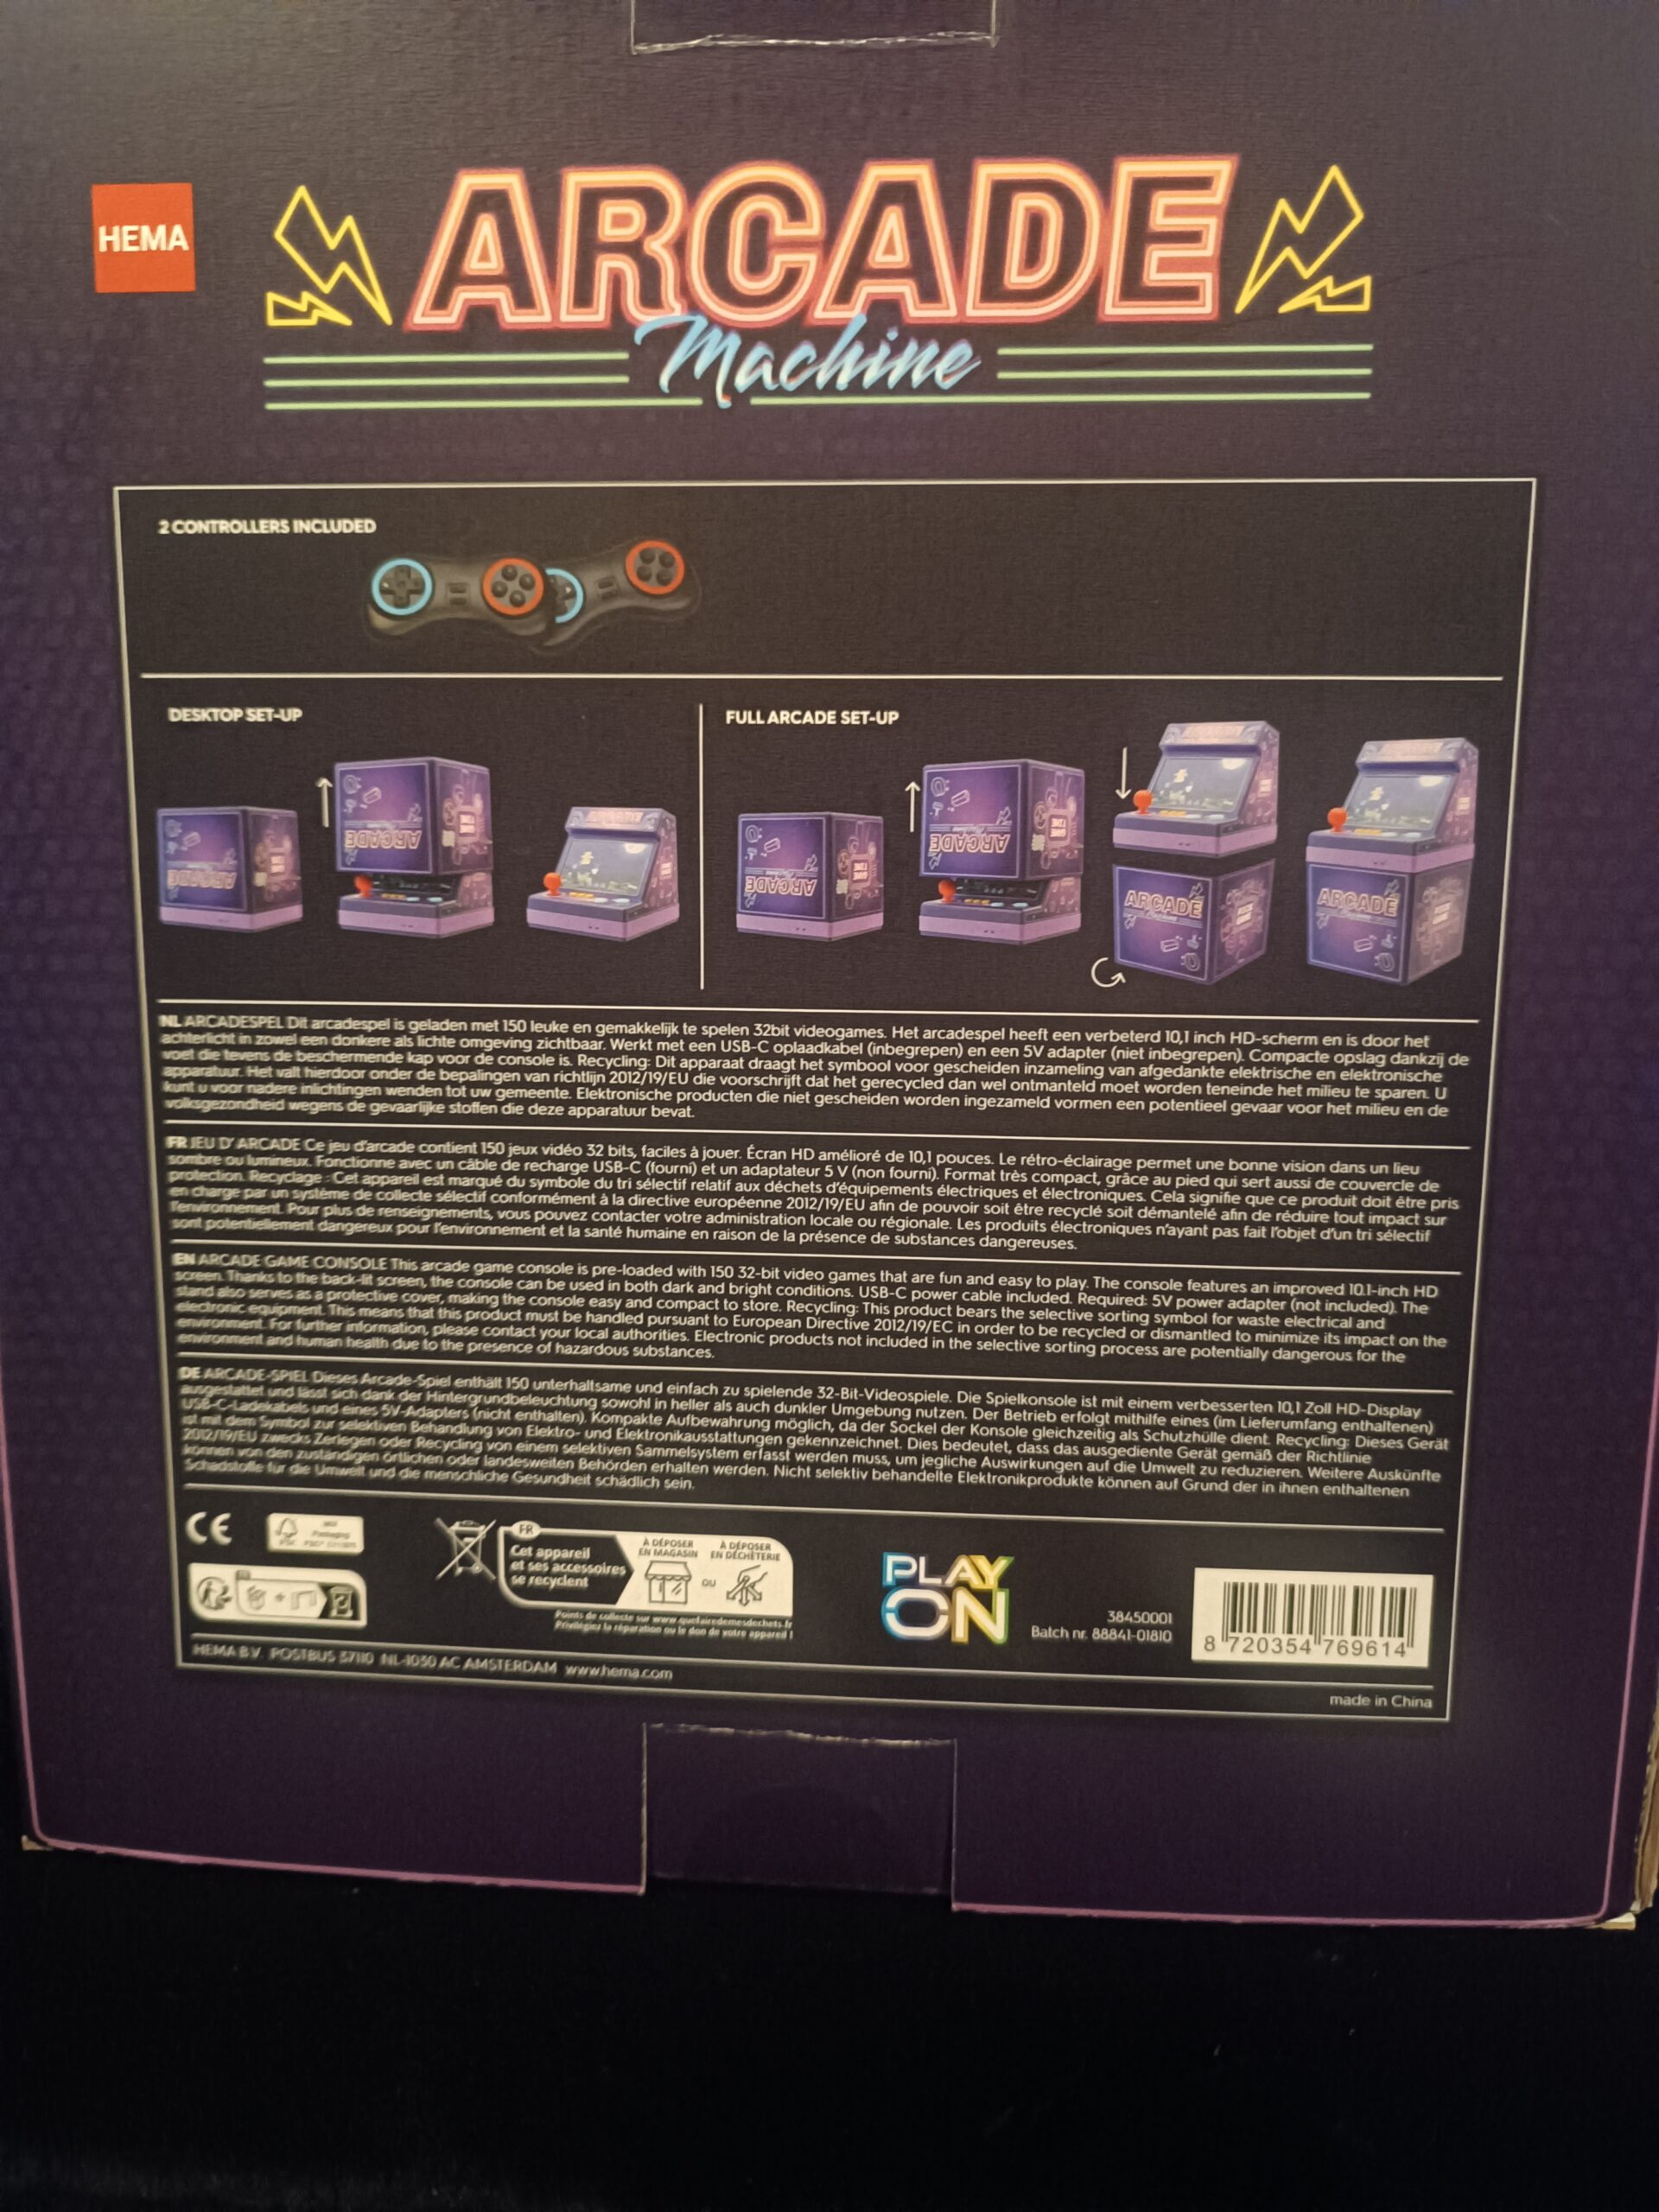 HEMA
ARCADE
Machine
2 CONTROLLERS INCLUDED
DESKTOP SET-UP
FULL ARCADE SET-UP
ARCADE
ARCADE
ARCADE
ARCADE
ARCADE
ARCADE
NL ARCADESPEL Dit arcadespel is geladen met 150 leuke en gemakkelijk te spelen 32bit videogames. Het arcadespel heeft een verbeterd 10,1 inch HD-scherm en is door het
achterlicht in zowel een donkere als lichte omgeving zichtbaar. Werkt met een USB-C oplaadkabel (inbegrepen) en een 5V adapter (niet inbegrepen). Compacte opslag dankzij de
voet die tevens de beschermende kap voor de console is. Recycling: Dit apparaat draagt het symbool voor gescheiden inzameling van afgedankte elektrische en elektronische
apparatuur. Het valt hierdoor onder de bepalingen van richtlijn 2012/19/EU die voorschrijft dat het gerecycled dan wel ontmanteld moet worden teneinde het milieu te sparen. U
kunt u voor nadere inlichtingen wenden tot uw gemeente. Elektronische producten die niet gescheiden worden ingezameld vormen een potentieel gevaar voor het milieu en de
volksgezondheid wegens de gevaarlijke stoffen die deze apparatuur bevat.
FR JEU D'ARCADE Ce jeu d'arcade contient 150 jeux vidéo 32 bits, faciles à jouer. Écran HD amélioré de 10,1 pouces. Le rétro-éclairage permet une bonne vision dans un lieu
sombre ou lumineux. Fonctionne avec un câble de recharge USB-C (fourni) et un adaptateur 5 V (non fourni). Format très compact, grâce au pied qui sert aussi de couvercle de
protection. Recyclage : Cet appareil est marqué du symbole du tri sélectif relatif aux déchets d'équipements électriques et électroniques. Cela signifie que ce produit doit être pris
en charge par un système de collecte sélectif conformément à la directive européenne 2012/19/EU afin de pouvoir soit être recyclé soit démantelé afin de réduire tout impact sur
l'environnement. Pour plus de renseignements, vous pouvez contacter votre administration locale ou régionale. Les produits électroniques n'ayant pas fait l'objet d'un tri sélectif
sont potentiellement dangereux pour l'environnement et la santé humaine en raison de la présence de substances dangereuses.
EN ARCADE GAME CONSOLE This arcade game console is pre-loaded with 150 32-bit video games that are fun and easy to play. The console features an improved 10.1-inch HD
screen. Thanks to the back-lit screen, the console can be used in both dark and bright conditions. USB-C power cable included. Required: 5V power adapter (not included). The
stand also serves as a protective cover, making the console easy and compact to store. Recycling: This product bears the selective sorting symbol for waste electrical and
electronic equipment. This means that this product must be handled pursuant to European Directive 2012/19/EC in order to be recycled or dismantled to minimize its impact on the
environment. For further information, please contact your local authorities. Electronic products not included in the selective sorting process are potentially dangerous for the
environment and human health due to the presence of hazardous substances.
DE ARCADE-SPIEL Dieses Arcade-Spiel enthält 150 unterhaltsame und einfach zu spielende 32-Bit-Videospiele. Die Spielkonsole ist mit einem verbesserten 10,1 Zoll HD-Display
ausgestattet und lässt sich dank der Hintergrundbeleuchtung sowohl in heller als auch dunkler Umgebung nutzen. Der Betrieb erfolgt mithilfe eines (im Lieferumfang enthaltenen)
USB-C-Ladekabels und eines 5V-Adapters (nicht enthalten). Kompakte Aufbewahrung möglich, da der Sockel der Konsole gleichzeitig als Schutzhülle dient. Recycling: Dieses Gerät
ist mit dem Symbol zur selektiven Behandlung von Elektro- und Elektronikausstattungen gekennzeichnet. Dies bedeutet, dass das ausgediente Gerät gemäß der Richtlinie
2012/19/EU zwecks Zerlegen oder Recycling von einem selektiven Sammelsystem erfasst werden muss, um jegliche Auswirkungen auf die Umwelt zu reduzieren. Weitere Auskünfte
können von den zuständigen örtlichen oder landesweiten Behörden erhalten werden. Nicht selektiv behandelte Elektronikprodukte können auf Grund der in ihnen enthaltenen
Schadstoffe für die Umwelt und die menschliche Gesundheit schädlich sein.
CE
FSC
Packaging
FR
Cet appareil
et ses accessoires
se recyclent
À DÉPOSER
EN MAGASIN
OU
À DÉPOSER
EN DÉCHÈTERIE
Points de collecte sur www.quefairedemesdechets.fr
Privilégiez la réparation ou le don de votre appareil !
PLAY
ON
38450001
Batch nr. 88841-01810
8 720354 769614
HEMA B.V. POSTBUS 37110 NL-1030 AC AMSTERDAM www.hema.com
made in China